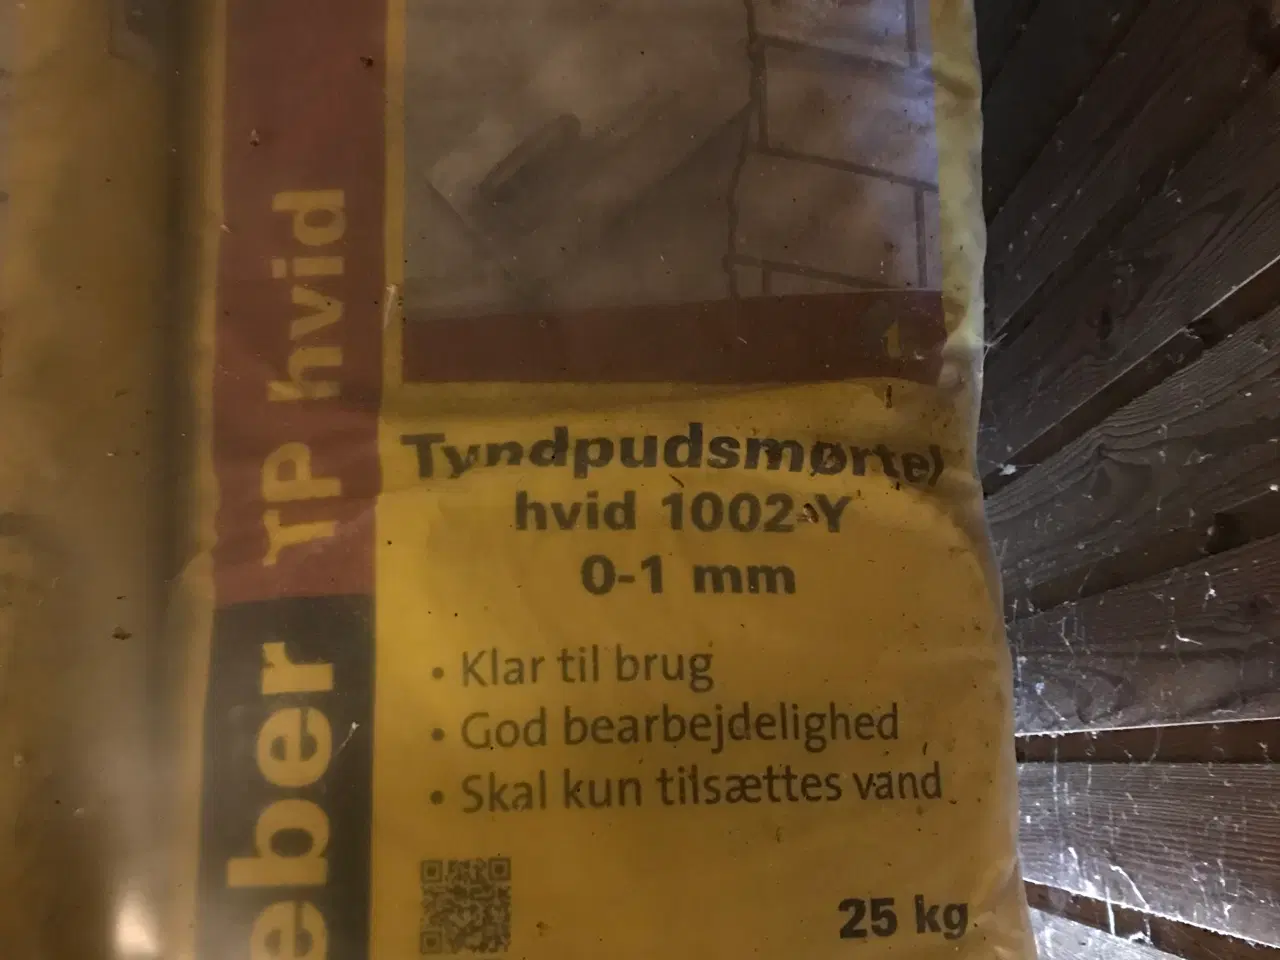 TP hvid
eber
Tyndpudsmørtel
hvid 1002-Y
0-1 mm
• Klar til brug
• God bearbejdelighed
• Skal kun tilsættes vand
25 kg